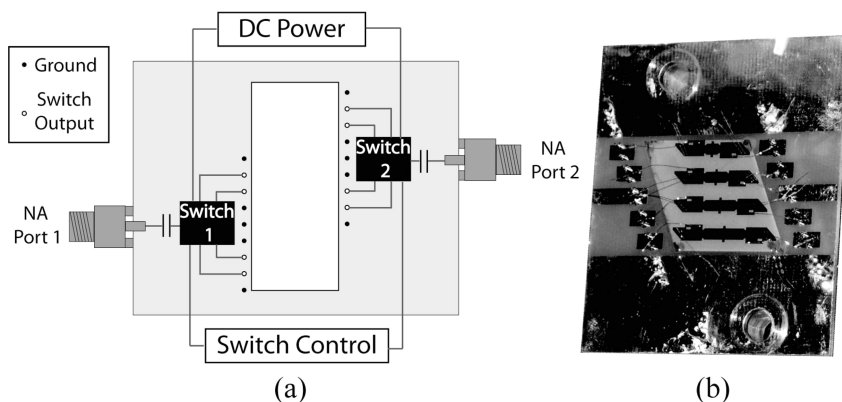 DC Power
Ground
Switch
Output
Switch
2
NA
Port 2
NA
Port 1
Switch
1
Switch Control
(a)
(b)